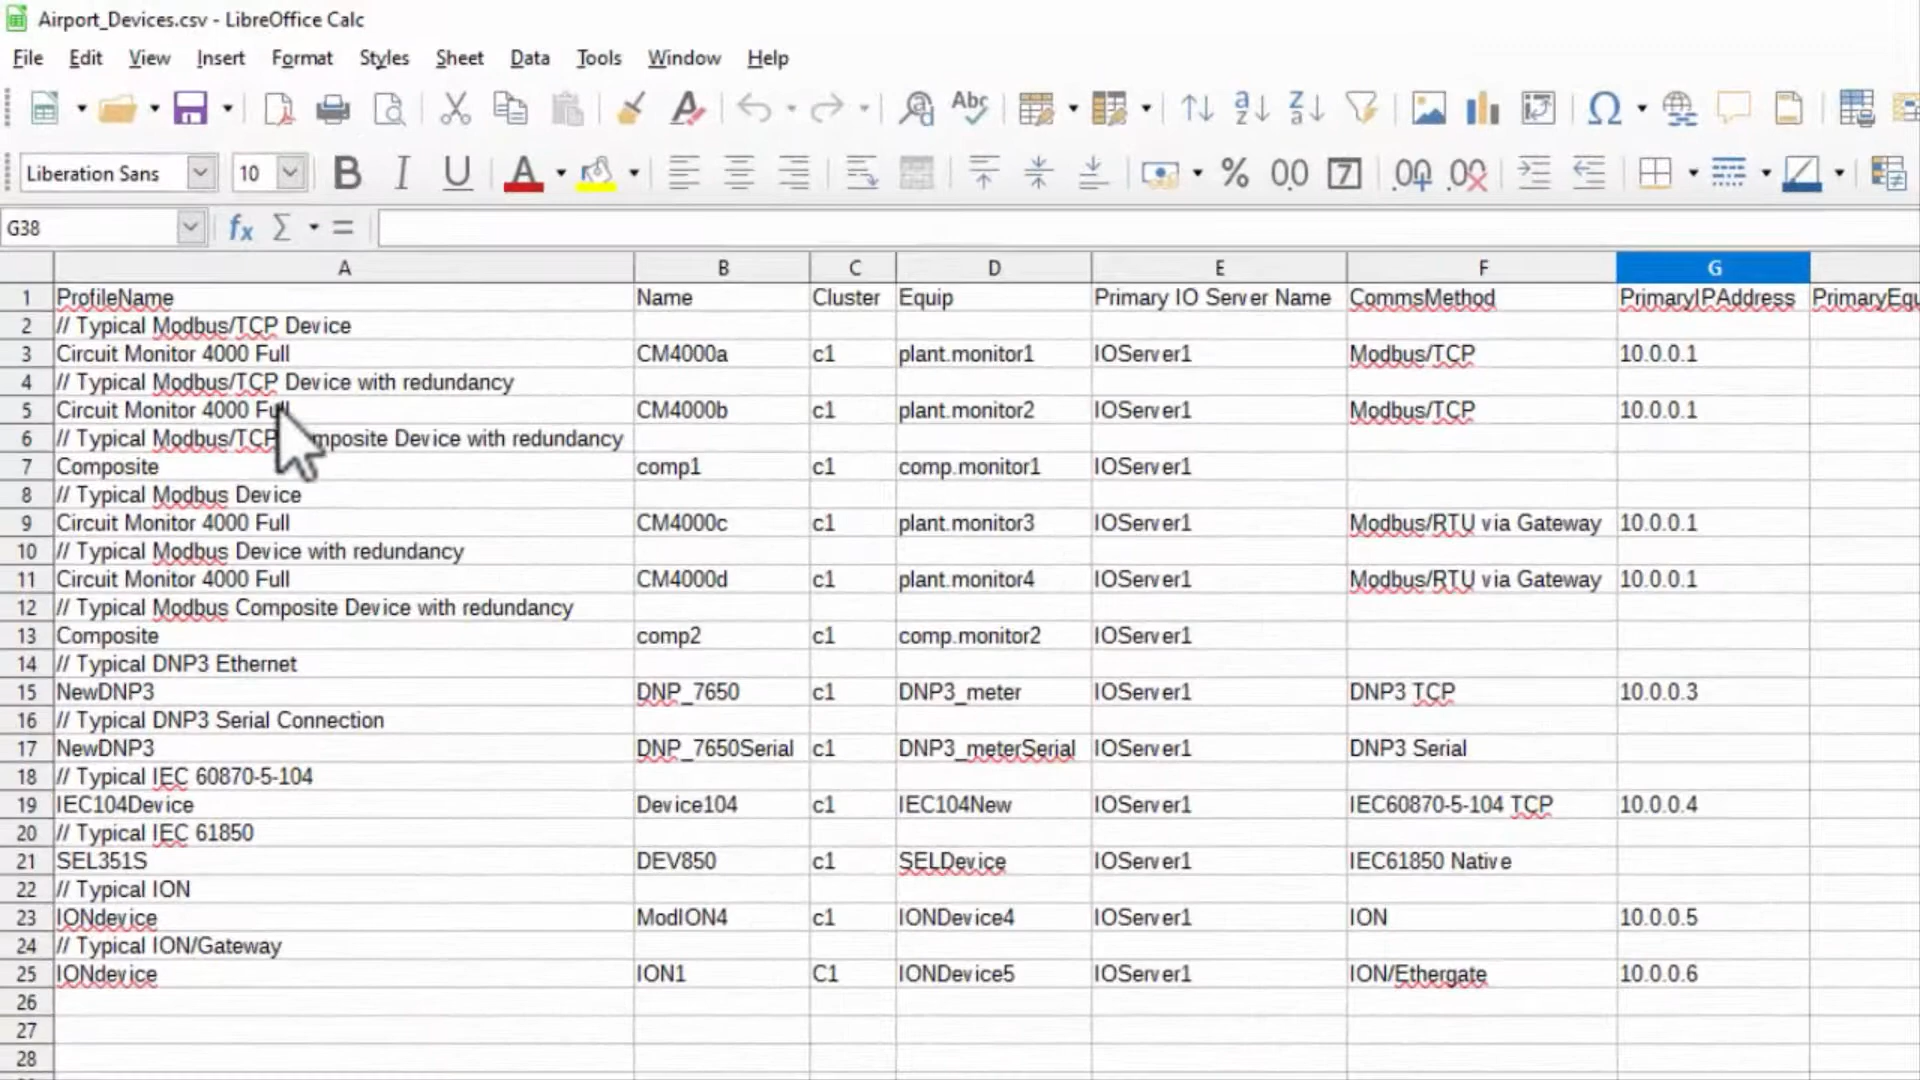 Airport_Devices.csv - LibreOffice Calc
File Edit View Insert Format Styles Sheet Data Tools Window Help
Liberation Sans 10
G38
A B C D E F G
1 ProfileName Name Cluster Equip Primary IO Server Name CommsMethod PrimaryIPAddress PrimaryEqu
2 // Typical Modbus/TCP Device
3 Circuit Monitor 4000 Full CM4000a c1 plant.monitor1 IOServer1 Modbus/TCP 10.0.0.1
4 // Typical Modbus/TCP Device with redundancy
5 Circuit Monitor 4000 Full CM4000b c1 plant.monitor2 IOServer1 Modbus/TCP 10.0.0.1
6 // Typical Modbus/TCP mposite Device with redundancy
7 Composite comp1 c1 comp.monitor1 IOServer1
8 // Typical Modbus Device
9 Circuit Monitor 4000 Full CM4000c c1 plant.monitor3 IOServer1 Modbus/RTU via Gateway 10.0.0.1
10 // Typical Modbus Device with redundancy
11 Circuit Monitor 4000 Full CM4000d c1 plant.monitor4 IOServer1 Modbus/RTU via Gateway 10.0.0.1
12 // Typical Modbus Composite Device with redundancy
13 Composite comp2 c1 comp.monitor2 IOServer1
14 // Typical DNP3 Ethernet
15 NewDNP3 DNP_7650 c1 DNP3_meter IOServer1 DNP3 TCP 10.0.0.3
16 // Typical DNP3 Serial Connection
17 NewDNP3 DNP_7650Serial c1 DNP3_meterSerial IOServer1 DNP3 Serial
18 // Typical IEC 60870-5-104
19 IEC104Device Device104 c1 IEC104New IOServer1 IEC60870-5-104 TCP 10.0.0.4
20 // Typical IEC 61850
21 SEL351S DEV850 c1 SELDevice IOServer1 IEC61850 Native
22 // Typical ION
23 IONdevice ModION4 c1 IONDevice4 IOServer1 ION 10.0.0.5
24 // Typical ION/Gateway
25 IONdevice ION1 C1 IONDevice5 IOServer1 ION/Ethergate 10.0.0.6
26
27
28